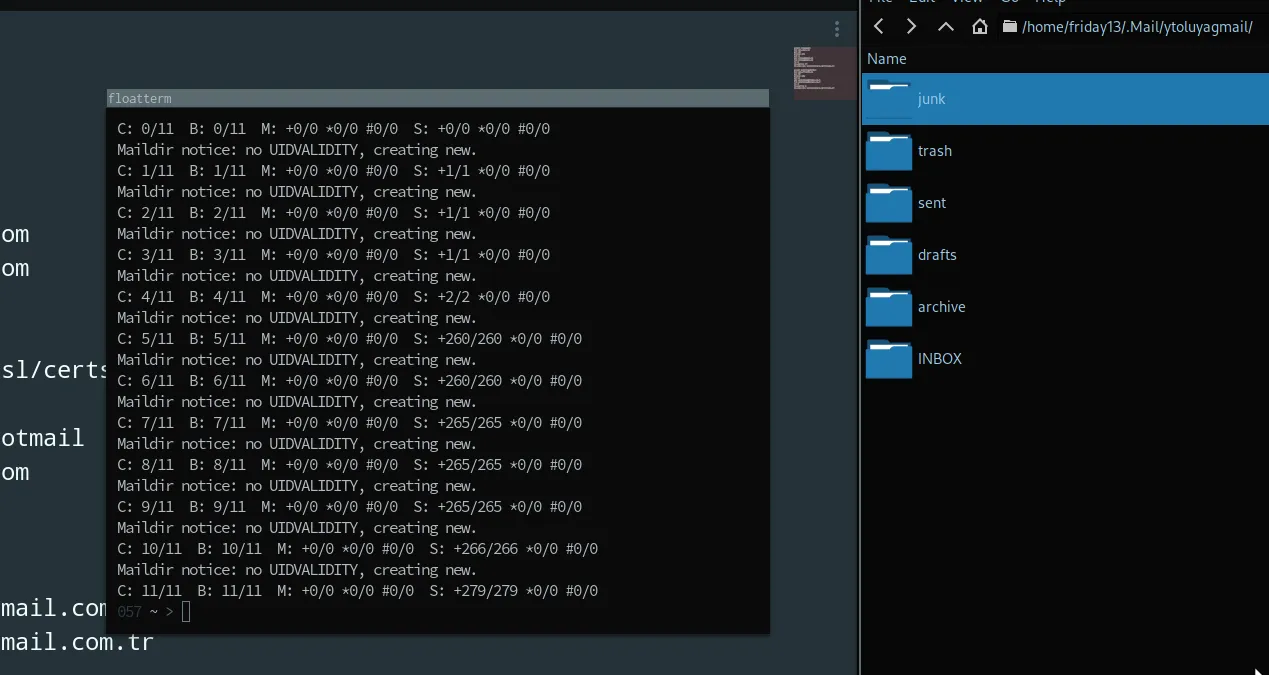 om
om
sl/certs
otmail
om
mail.com
mail.com.tr
floatterm
C: 0/11  B: 0/11  M: +0/0 *0/0 #0/0  S: +0/0 *0/0 #0/0
Maildir notice: no UIDVALIDITY, creating new.
C: 1/11  B: 1/11  M: +0/0 *0/0 #0/0  S: +1/1 *0/0 #0/0
Maildir notice: no UIDVALIDITY, creating new.
C: 2/11  B: 2/11  M: +0/0 *0/0 #0/0  S: +1/1 *0/0 #0/0
Maildir notice: no UIDVALIDITY, creating new.
C: 3/11  B: 3/11  M: +0/0 *0/0 #0/0  S: +1/1 *0/0 #0/0
Maildir notice: no UIDVALIDITY, creating new.
C: 4/11  B: 4/11  M: +0/0 *0/0 #0/0  S: +2/2 *0/0 #0/0
Maildir notice: no UIDVALIDITY, creating new.
C: 5/11  B: 5/11  M: +0/0 *0/0 #0/0  S: +260/260 *0/0 #0/0
Maildir notice: no UIDVALIDITY, creating new.
C: 6/11  B: 6/11  M: +0/0 *0/0 #0/0  S: +260/260 *0/0 #0/0
Maildir notice: no UIDVALIDITY, creating new.
C: 7/11  B: 7/11  M: +0/0 *0/0 #0/0  S: +265/265 *0/0 #0/0
Maildir notice: no UIDVALIDITY, creating new.
C: 8/11  B: 8/11  M: +0/0 *0/0 #0/0  S: +265/265 *0/0 #0/0
Maildir notice: no UIDVALIDITY, creating new.
C: 9/11  B: 9/11  M: +0/0 *0/0 #0/0  S: +265/265 *0/0 #0/0
Maildir notice: no UIDVALIDITY, creating new.
C: 10/11  B: 10/11  M: +0/0 *0/0 #0/0  S: +266/266 *0/0 #0/0
Maildir notice: no UIDVALIDITY, creating new.
C: 11/11  B: 11/11  M: +0/0 *0/0 #0/0  S: +279/279 *0/0 #0/0
057 ~ >
File Edit View Go Help
/home/friday13/.Mail/ytoluyagmail/
Name
junk
trash
sent
drafts
archive
INBOX